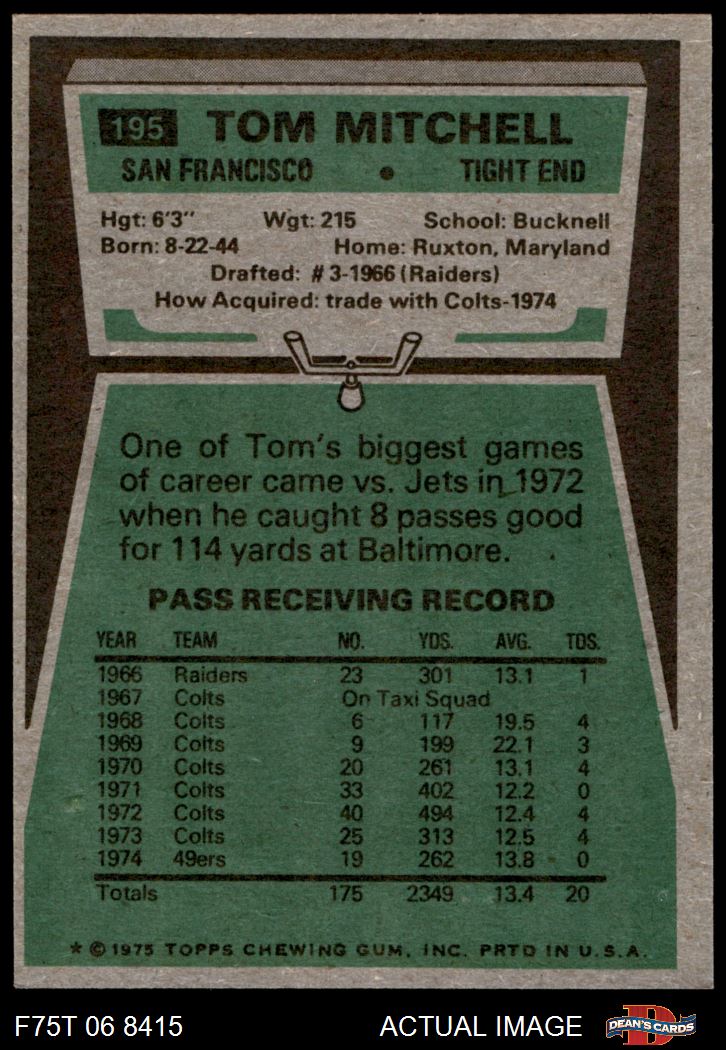 195 TOM MITCHELL
SAN FRANCISCO • TIGHT END
Hgt: 6'3" Wgt: 215 School: Bucknell
Born: 8-22-44 Home: Ruxton, Maryland
Drafted: #3-1966 (Raiders)
How Acquired: trade with Colts-1974
One of Tom's biggest games
of career came vs. Jets in 1972
when he caught 8 passes good
for 114 yards at Baltimore.
PASS RECEIVING RECORD
YEAR TEAM NO. YDS. AVG. TDS.
1966 Raiders 23 301 13.1 1
1967 Colts On Taxi Squad
1968 Colts 6 117 19.5 4
1969 Colts 9 199 22.1 3
1970 Colts 20 261 13.1 4
1971 Colts 33 402 12.2 0
1972 Colts 40 494 12.4 4
1973 Colts 25 313 12.5 4
1974 49ers 19 262 13.8 0
Totals 175 2349 13.4 20
* © 1975 TOPPS CHEWING GUM, INC. PRTD IN U.S.A.
F75T 06 8415 ACTUAL IMAGE D DEAN'S CARDS